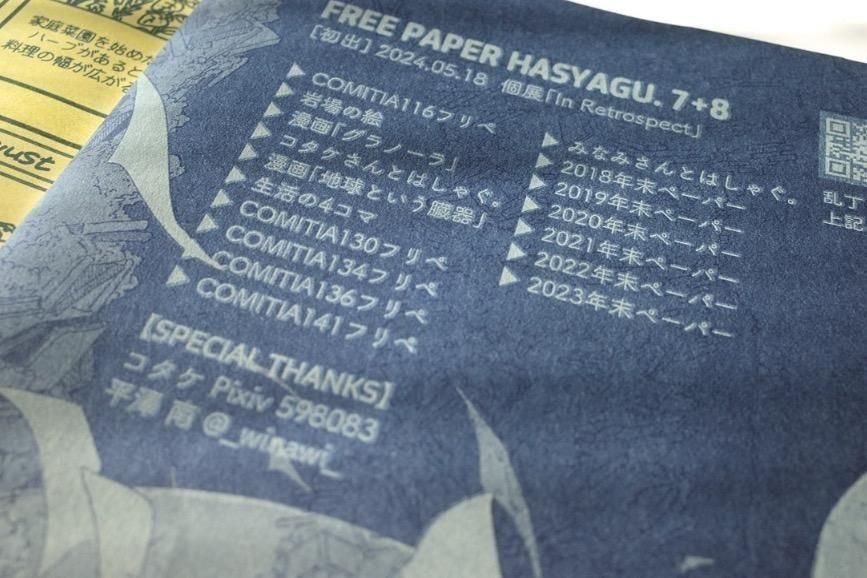 家庭菜園を始めた
ハーブがあると
料理の幅が広がる
FREE PAPER HASYAGU. 7+8
［初出］2024.05.18 個展「In Retrospect」
▶ COMITIA116フリペ
▶ 岩場の絵
▶ 漫画「グラノーラ」
▶ コタケさんとはしゃぐ。
▶ 漫画「地球という臓器」
▶ 生活の4コマ
▶ COMITIA130フリペ
▶ COMITIA134フリペ
▶ COMITIA136フリペ
▶ COMITIA141フリペ
▶ みなみさんとはしゃぐ。
▶ 2018年末ペーパー
▶ 2019年末ペーパー
▶ 2020年末ペーパー
▶ 2021年末ペーパー
▶ 2022年末ペーパー
▶ 2023年末ペーパー
【SPECIAL THANKS】
コタケ Pixiv 598083
平澤 南 @_winawi_
乱丁
上記